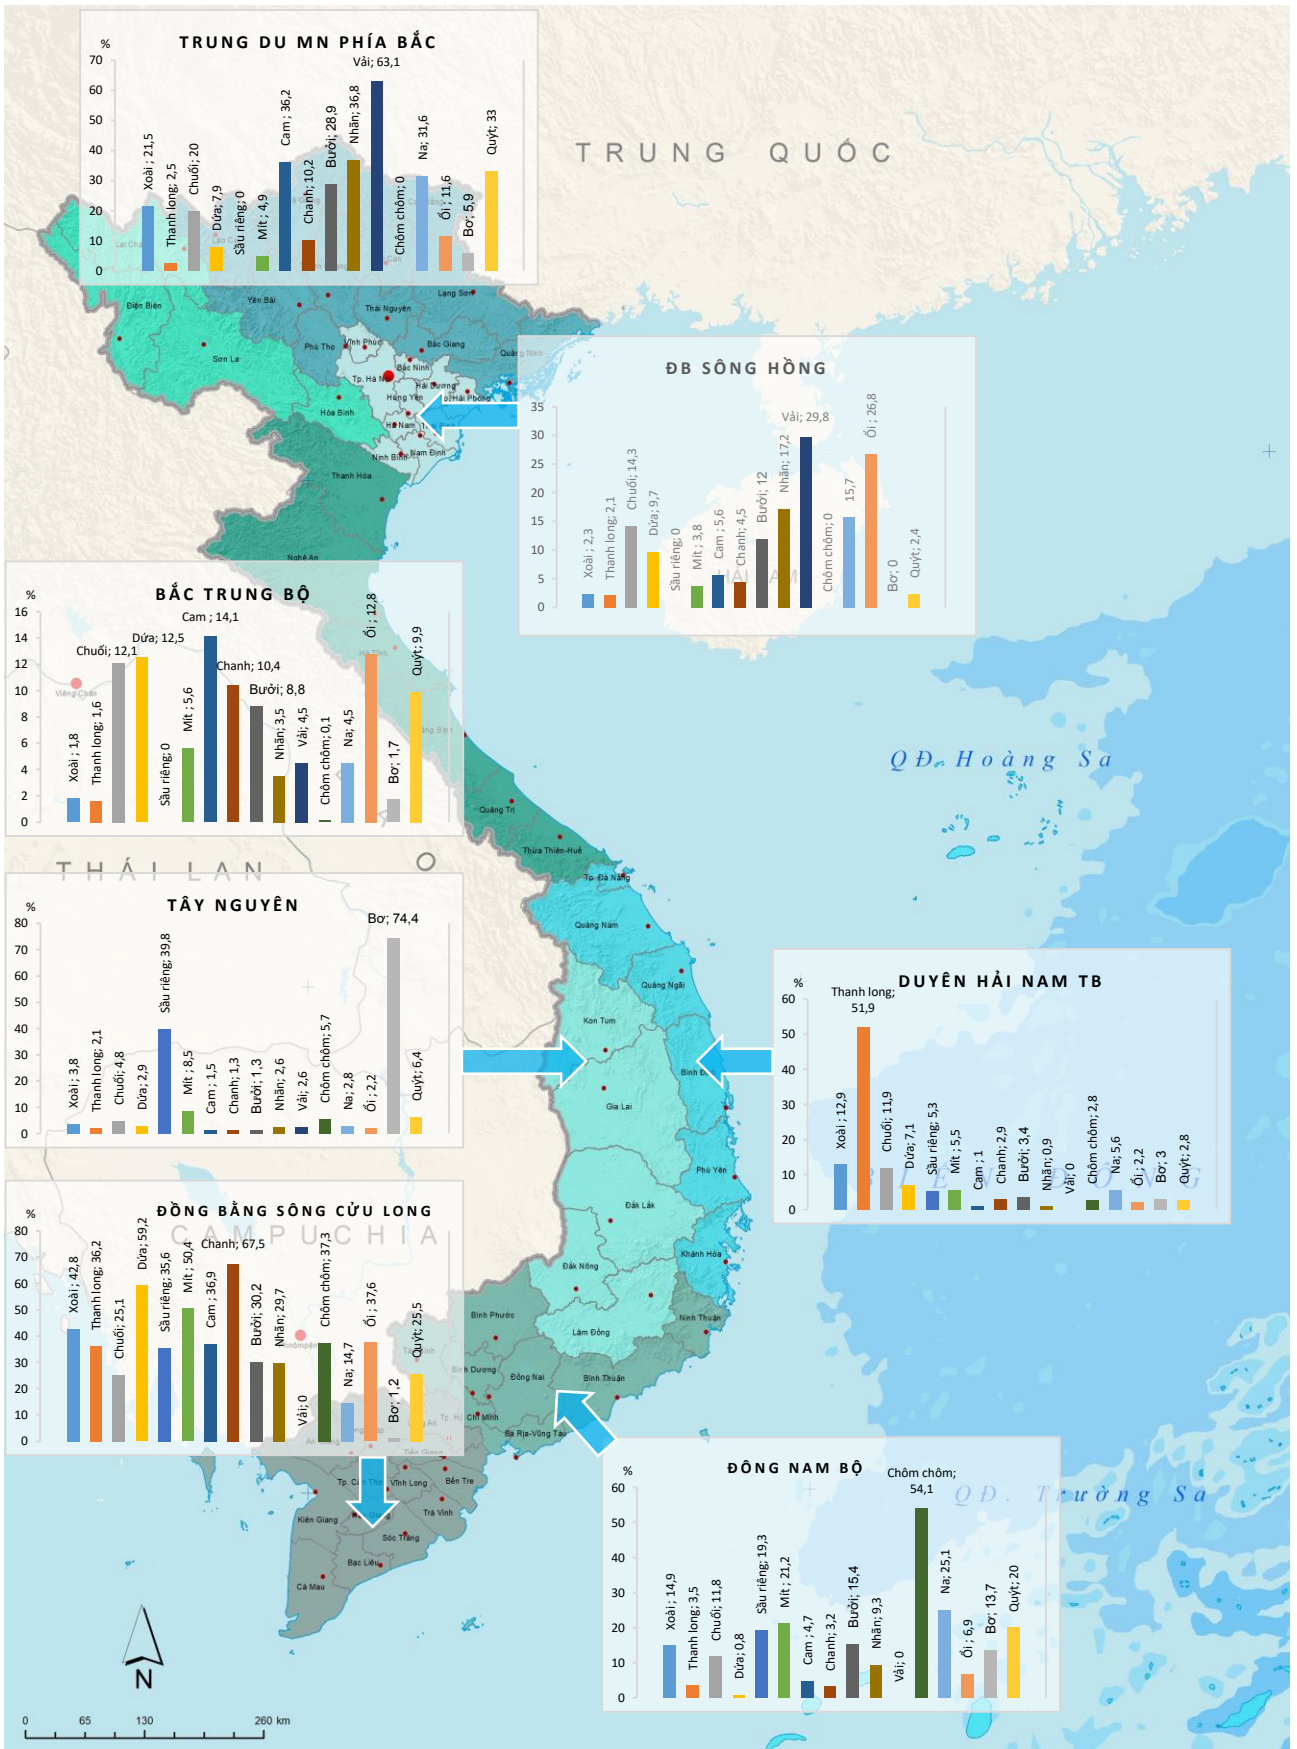 TRUNG DU MN PHÍA BẮC
%
70
60
50
40
30
20
10
0
Xoài ; 21,5
Thanh long; 2,5
Chuối; 20
Dứa; 7,9
Sầu riêng; 0
Mít ; 4,9
Cam ; 36,2
Chanh; 10,2
Bưởi; 28,9
Nhãn; 36,8
Vải; 63,1
Chôm chôm; 0
Na; 31,6
Ổi ; 11,6
Bơ; 5,9
Quýt; 33
TRUNG QUỐC
Điện Biên
Sơn La
Yên Bái
Thái Nguyên
Lạng Sơn
Phú Thọ
Vĩnh Phúc
Bắc Giang
Quảng Ninh
Bắc Ninh
Tp. Hà Nội
Hải Dương
Hưng Yên
Tp. Hải Phòng
Hòa Bình
Hà Nam
Ninh Bình
Nam Định
Thanh Hóa
Nghệ An
ĐB SÔNG HỒNG
35
30
25
20
15
10
5
0
Xoài ; 2,3
Thanh long; 2,1
Chuối; 14,3
Dứa; 9,7
Sầu riêng; 0
Mít ; 3,8
Cam ; 5,6
Chanh; 4,5
Bưởi; 12
Nhãn; 17,2
Vải; 29,8
Chôm chôm; 0
15,7
Ổi ; 26,8
Bơ; 0
Quýt; 2,4
BẮC TRUNG BỘ
%
16
14
12
10
8
6
4
2
0
Xoài ; 1,8
Thanh long; 1,6
Chuối; 12,1
Dứa; 12,5
Sầu riêng; 0
Mít ; 5,6
Cam ; 14,1
Chanh; 10,4
Bưởi; 8,8
Nhãn; 3,5
Vải; 4,5
Chôm chôm; 0,1
Na; 4,5
Ổi ; 12,8
Bơ; 1,7
Quýt; 9,9
Viêng Chăn
Hà Tĩnh
Quảng Trị
Thừa Thiên-Huế
QĐ. Hoàng Sa
THÁI LAN
O
Tp. Đà Nẵng
Quảng Nam
Quảng Ngãi
Kon Tum
Bình Định
Gia Lai
Phú Yên
Đắk Lắk
Khánh Hòa
Đắk Nông
Lâm Đồng
Ninh Thuận
Bình Phước
Bình Dương
Đồng Nai
Bình Thuận
Tp. Hồ Chí Minh
Bà Rịa-Vũng Tàu
TÂY NGUYÊN
%
80
70
60
50
40
30
20
10
0
Xoài; 3,8
Thanh long; 2,1
Chuối; 4,8
Dứa; 2,9
Sầu riêng; 39,8
Mít ; 8,5
Cam ; 1,5
Chanh; 1,3
Bưởi; 1,3
Nhãn; 2,6
Vải; 2,6
Chôm chôm; 5,7
Na; 2,8
Ổi ; 2,2
Bơ; 74,4
Quýt; 6,4
DUYÊN HẢI NAM TB
%
60
50
40
30
20
10
0
Xoài ; 12,9
Thanh long;
51,9
Chuối; 11,9
Dứa; 7,1
Sầu riêng; 5,3
Mít ; 5,5
Cam ; 1
Chanh; 2,9
Bưởi; 3,4
Nhãn; 0,9
Vải; 0
Chôm chôm; 2,8
Na; 5,6
Ổi ; 2,2
Bơ; 3
Quýt; 2,8
BIỂN ĐÔNG
ĐỒNG BẰNG SÔNG CỬU LONG
CAMPUCHIA
%
80
70
60
50
40
30
20
10
0
Xoài ; 42,8
Thanh long; 36,2
Chuối; 25,1
Dứa; 59,2
Sầu riêng; 35,6
Mít ; 50,4
Cam ; 36,9
Chanh; 67,5
Bưởi; 30,2
Nhãn; 29,7
Vải; 0
Chôm chôm; 37,3
Na; 14,7
Ổi ; 37,6
Bơ; 1,2
Quýt; 25,5
Tp. Cần Thơ
Vĩnh Long
Bến Tre
Trà Vinh
Kiên Giang
Sóc Trăng
Bạc Liêu
Cà Mau
ĐÔNG NAM BỘ
%
60
50
40
30
20
10
0
Xoài ; 14,9
Thanh long; 3,5
Chuối; 11,8
Dứa; 0,8
Sầu riêng; 19,3
Mít ; 21,2
Cam ; 4,7
Chanh; 3,2
Bưởi; 15,4
Nhãn; 9,3
Vải; 0
Chôm chôm;
54,1
Na; 25,1
Ổi ; 6,9
Bơ; 13,7
Quýt; 20
QĐ. Trường Sa
N
0 65 130 260 km